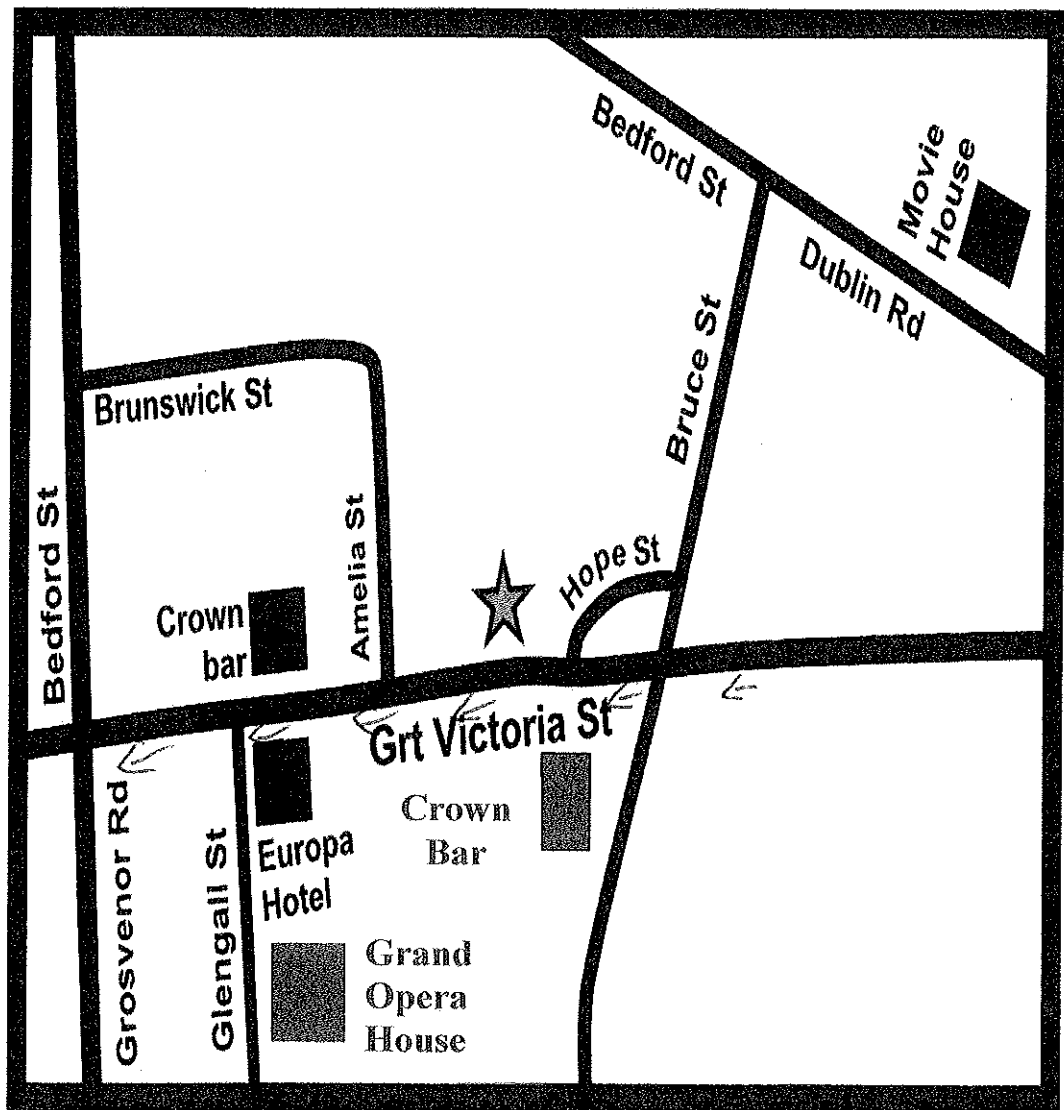 Bedford St
Movie
House
Dublin Rd
Bruce St
Brunswick St
Bedford St
Amelia St
Hope St
Crown
bar
Grt Victoria St
Grosvenor Rd
Glengall St
Europa
Hotel
Crown
Bar
Grand
Opera
House